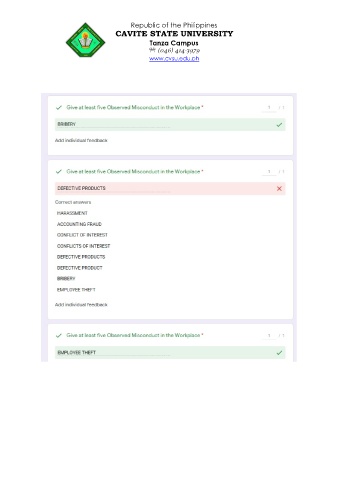 Republic of the Philippines
CAVITE STATE UNIVERSITY
Tanza Campus
☎ (046) 414-3979
www.cvsu.edu.ph
Give at least five Observed Misconduct in the Workplace *
1 / 1
BRIBERY
Add individual feedback
Give at least five Observed Misconduct in the Workplace *
1 / 1
DEFECTIVE PRODUCTS
Correct answers
HARASSMENT
ACCOUNTING FRAUD
CONFLICT OF INTEREST
CONFLICTS OF INTEREST
DEFECTIVE PRODUCTS
DEFECTIVE PRODUCT
BRIBERY
EMPLOYEE THEFT
Add individual feedback
Give at least five Observed Misconduct in the Workplace *
1 / 1
EMPLOYEE THEFT